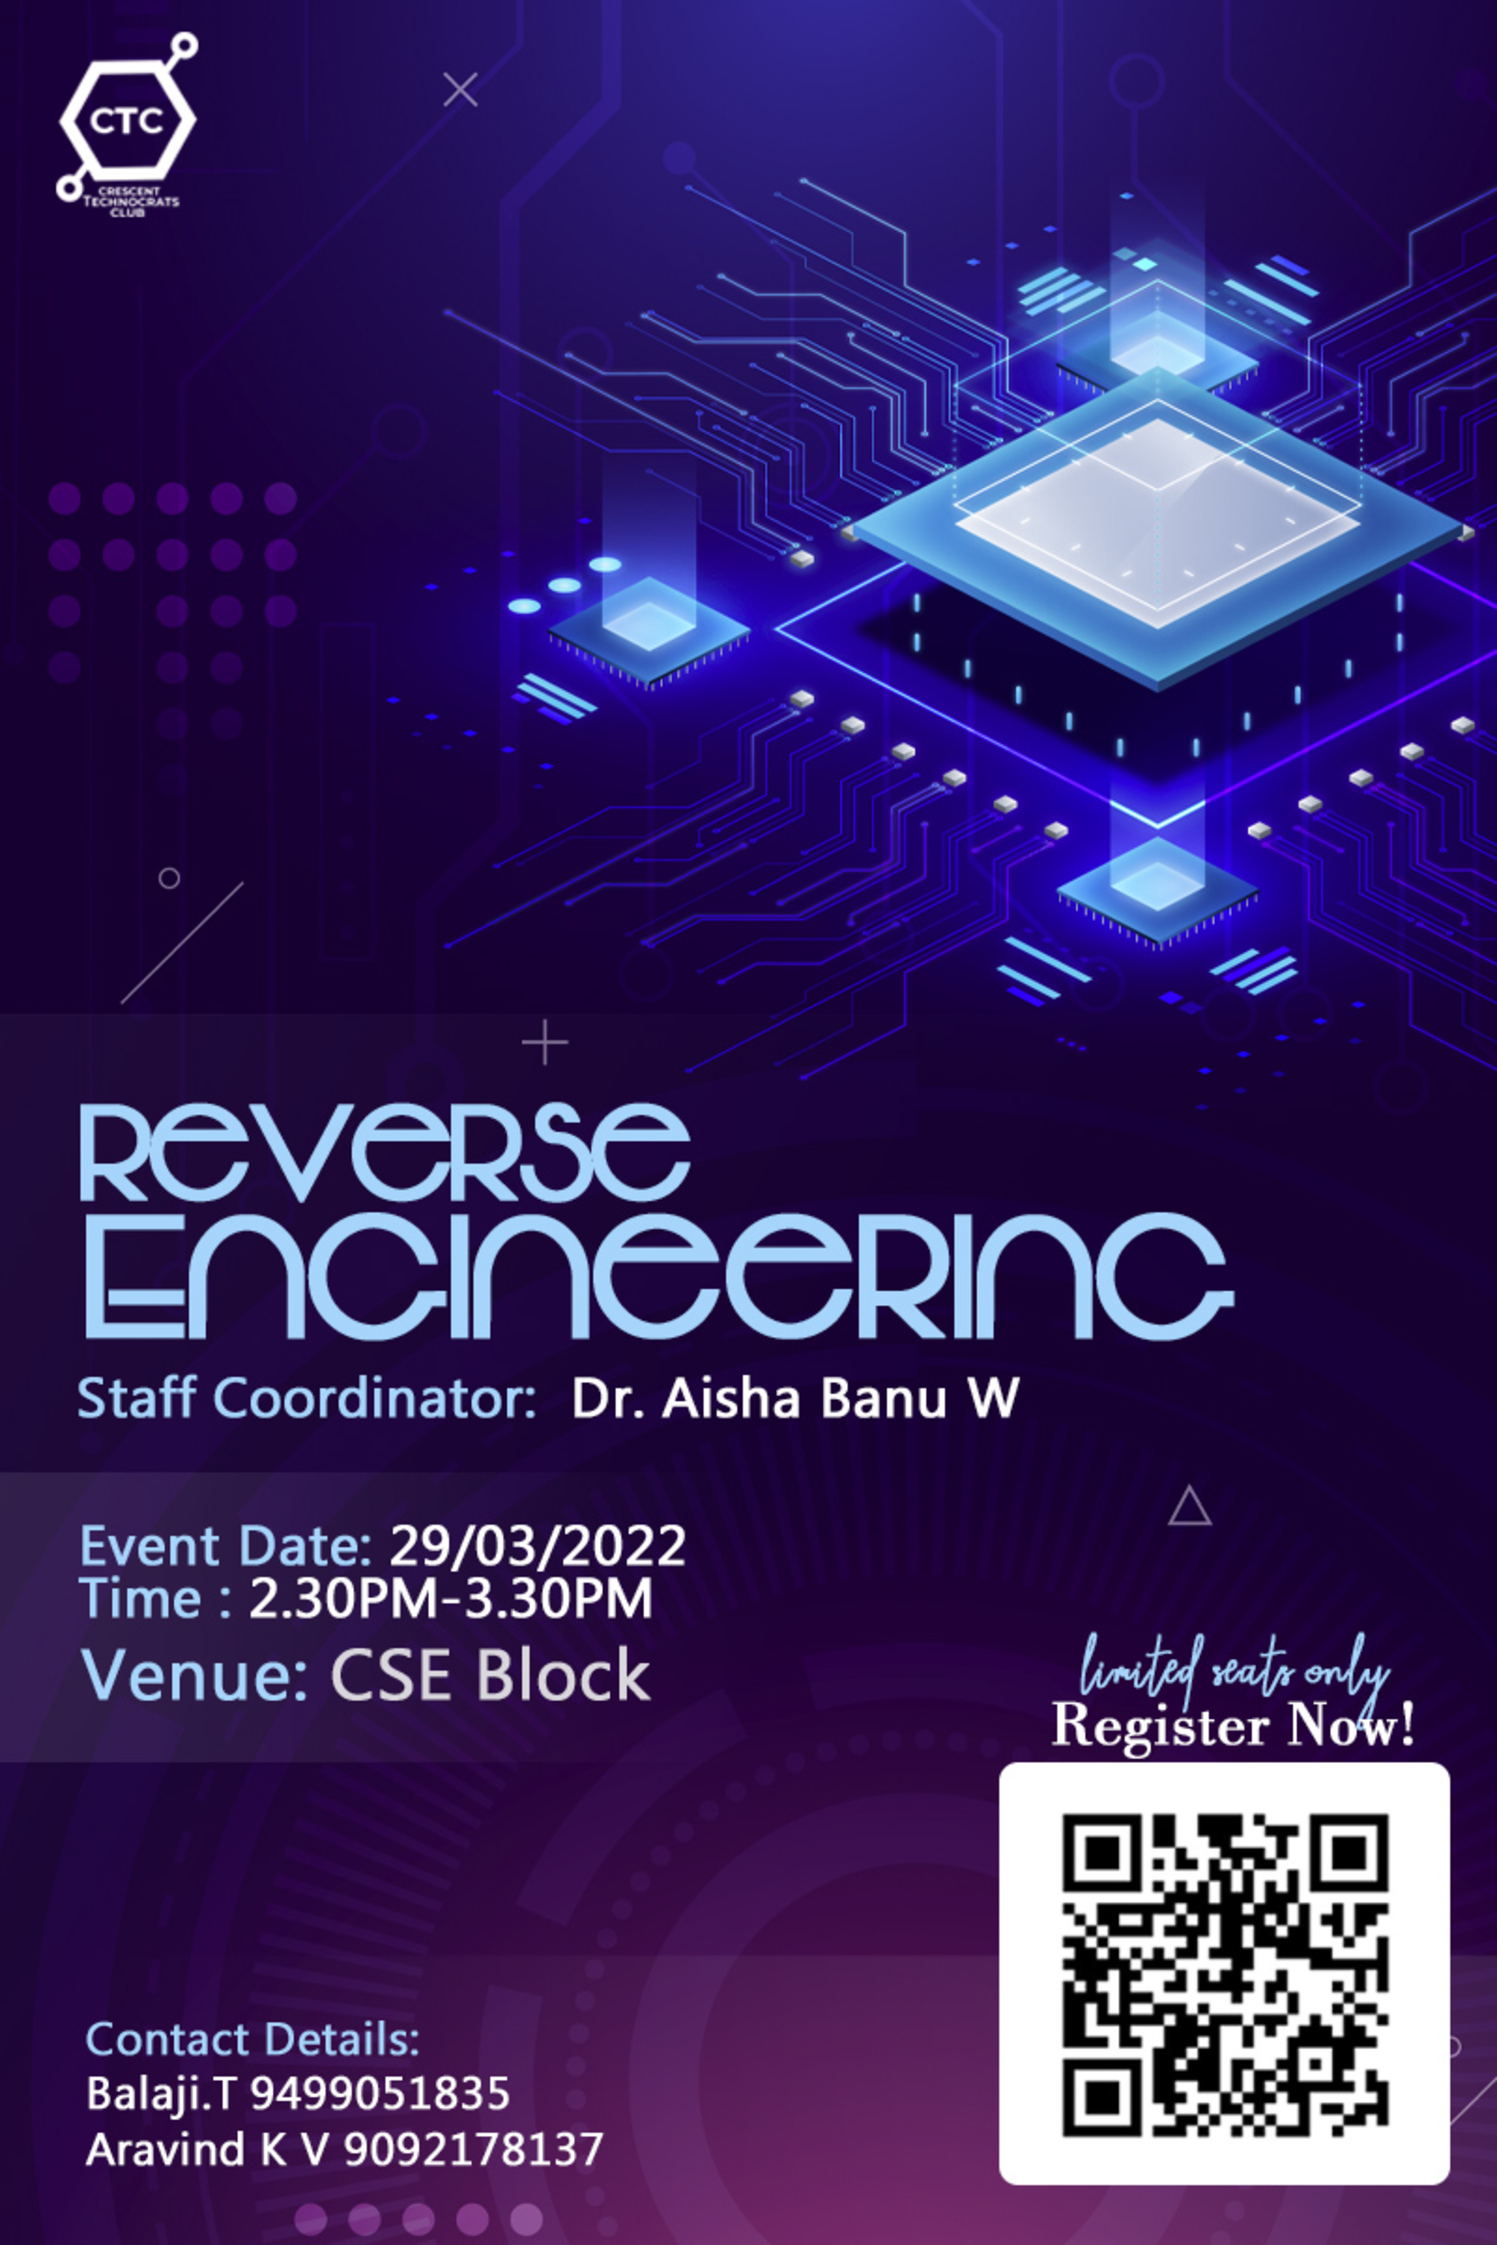 CTC
CRESCENT
TECHNOCRATS
CLUB
REVERSE
ENGINEERING
Staff Coordinator: Dr. Aisha Banu W
Event Date: 29/03/2022
Time : 2.30PM-3.30PM
Venue: CSE Block
limited seats only
Register Now!
Contact Details:
Balaji.T 9499051835
Aravind K V 9092178137